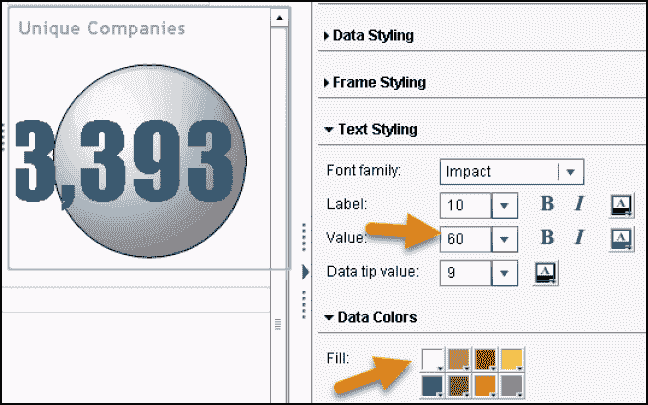 Unique Companies
3,393
Data Styling
Frame Styling
Text Styling
Font family: Impact
Label: 10 B I A
Value: 60 B I A
Data tip value: 9 A
Data Colors
Fill: